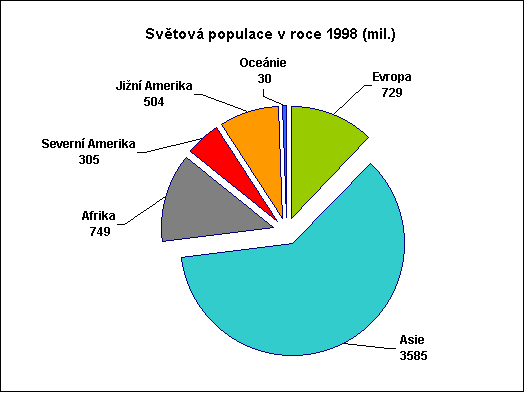 Světová populace v roce 1998 (mil.)
Oceánie
30
Evropa
729
Jižní Amerika
504
Severní Amerika
305
Afrika
749
Asie
3585